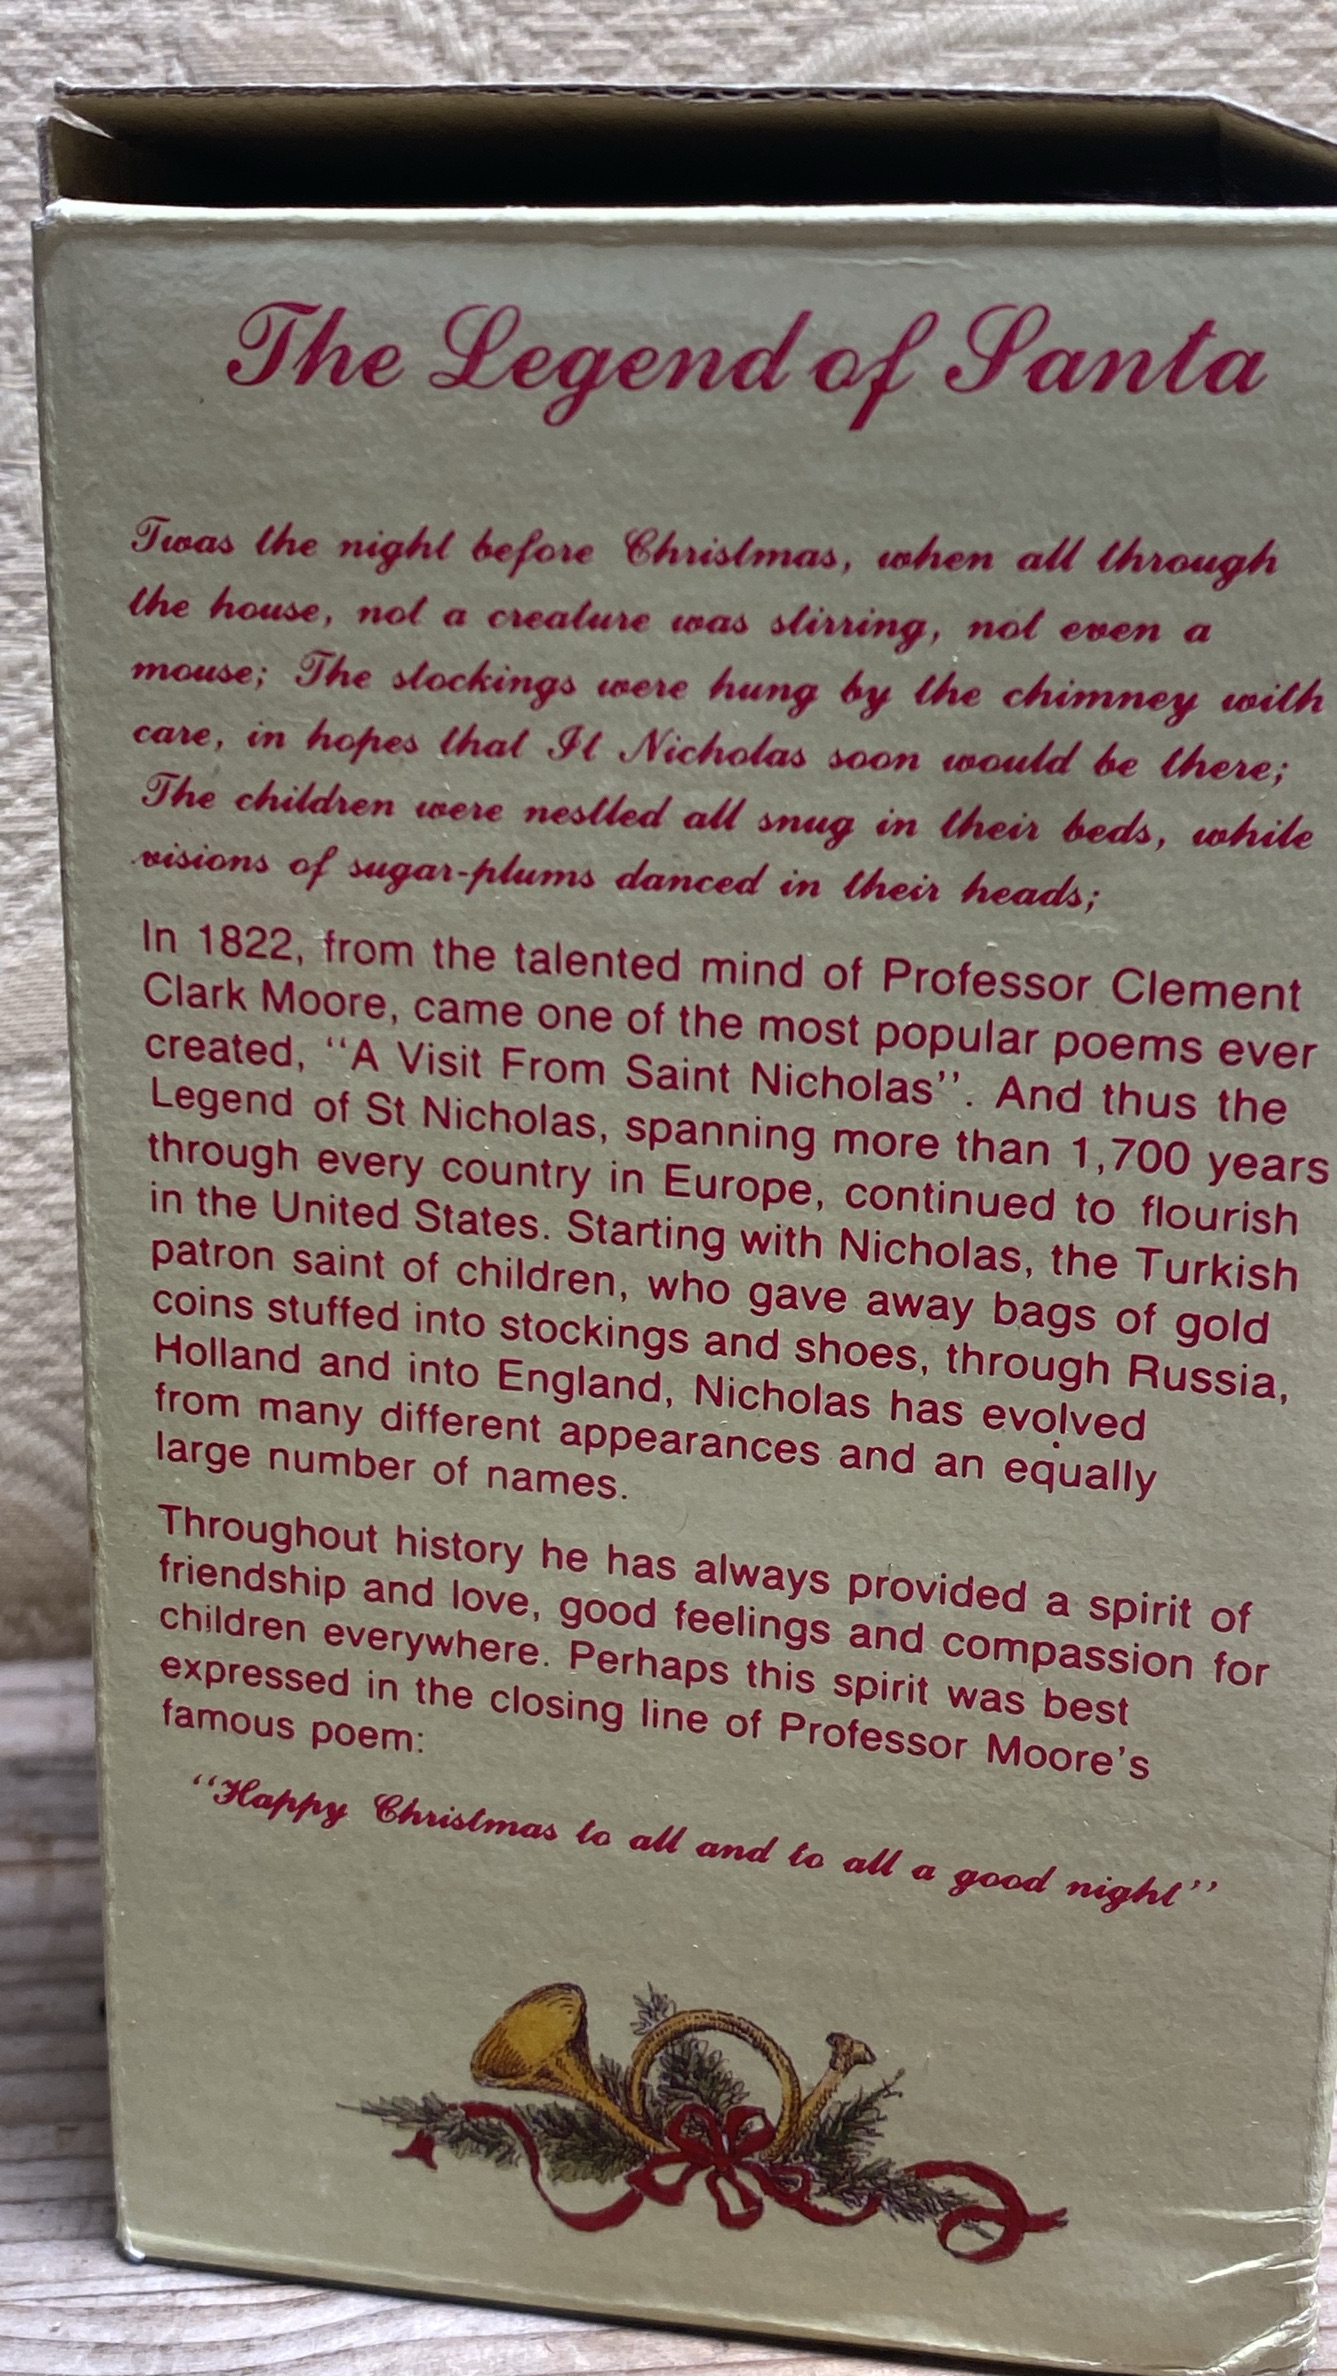 The Legend of Santa
Twas the night before Christmas, when all through
the house, not a creature was stirring, not even a
mouse; The stockings were hung by the chimney with
care, in hopes that St Nicholas soon would be there;
The children were nestled all snug in their beds, while
visions of sugar-plums danced in their heads;
In 1822, from the talented mind of Professor Clement
Clark Moore, came one of the most popular poems ever
created, ‘‘A Visit From Saint Nicholas’’. And thus the
Legend of St Nicholas, spanning more than 1,700 years
through every country in Europe, continued to flourish
in the United States. Starting with Nicholas, the Turkish
patron saint of children, who gave away bags of gold
coins stuffed into stockings and shoes, through Russia,
Holland and into England, Nicholas has evolved
from many different appearances and an equally
large number of names.
Throughout history he has always provided a spirit of
friendship and love, good feelings and compassion for
children everywhere. Perhaps this spirit was best
expressed in the closing line of Professor Moore’s
famous poem:
‘‘Happy Christmas to all and to all a good night’’